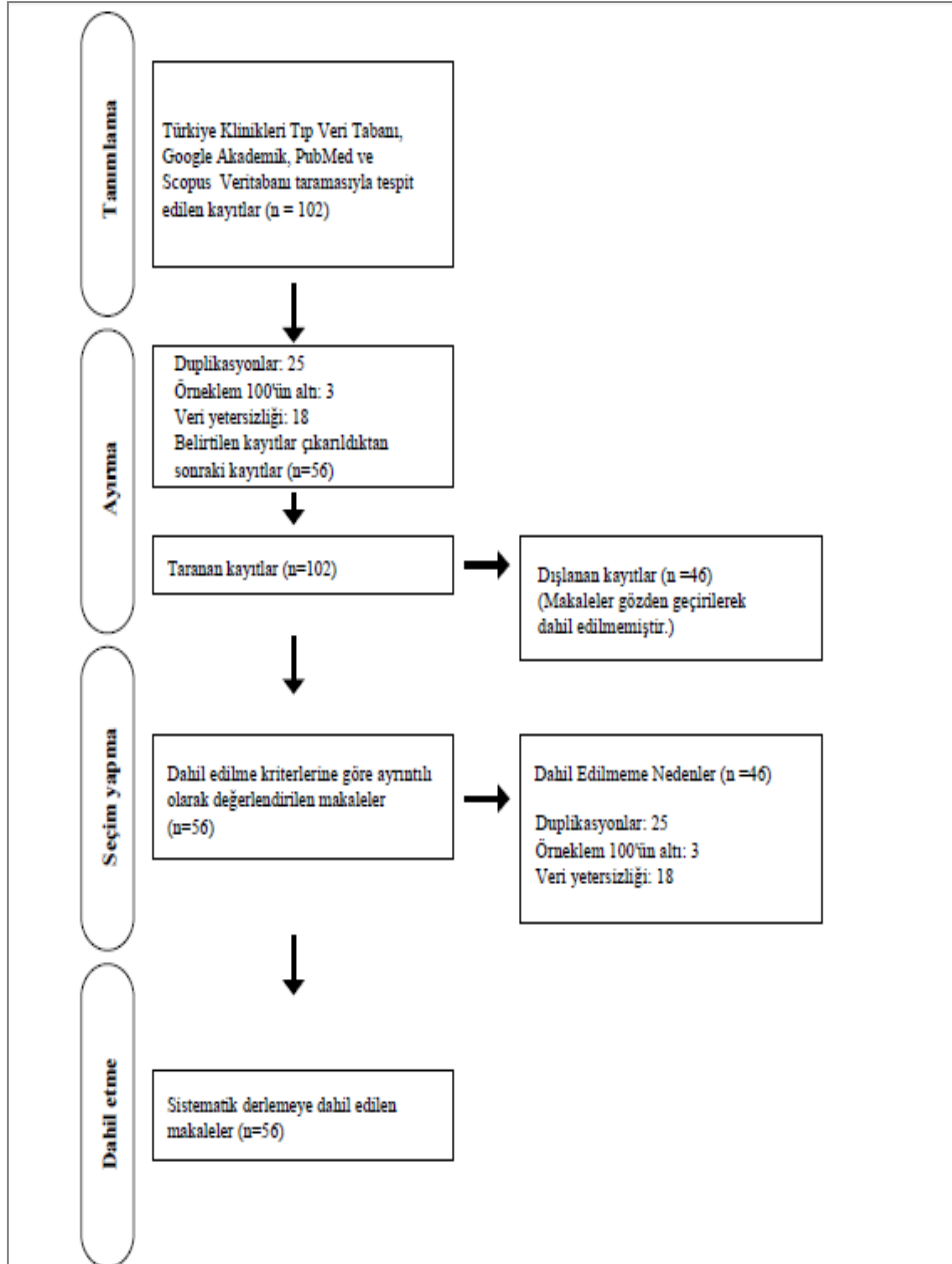 Tanımlama
Türkiye Klinikleri Tıp Veri Tabanı,
Google Akademik, PubMed ve
Scopus Veritabanı taramasıyla tespit
edilen kayıtlar (n = 102)
Ayırma
Duplikasyonlar: 25
Örneklem 100'ün altı: 3
Veri yetersizliği: 18
Belirtilen kayıtlar çıkarıldıktan
sonraki kayıtlar (n=56)
Taranan kayıtlar (n=102)
Dışlanan kayıtlar (n =46)
(Makaleler gözden geçirilerek
dahil edilmemiştir.)
Seçim yapma
Dahil edilme kriterlerine göre ayrıntılı
olarak değerlendirilen makaleler
(n=56)
Dahil Edilmeme Nedenler (n =46)
Duplikasyonlar: 25
Örneklem 100'ün altı: 3
Veri yetersizliği: 18
Dahil etme
Sistematik derlemeye dahil edilen
makaleler (n=56)